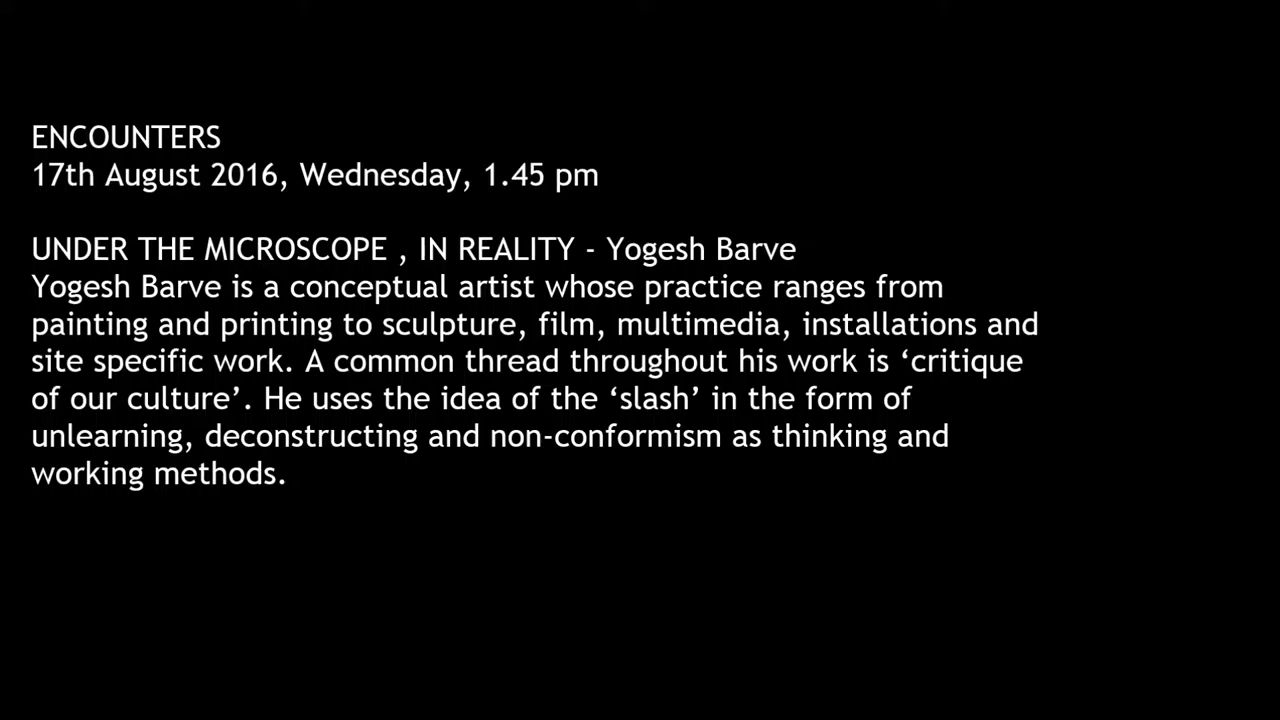 ENCOUNTERS
17th August 2016, Wednesday, 1.45 pm
UNDER THE MICROSCOPE , IN REALITY - Yogesh Barve
Yogesh Barve is a conceptual artist whose practice ranges from
painting and printing to sculpture, film, multimedia, installations and
site specific work. A common thread throughout his work is ‘critique
of our culture’. He uses the idea of the ‘slash’ in the form of
unlearning, deconstructing and non-conformism as thinking and
working methods.